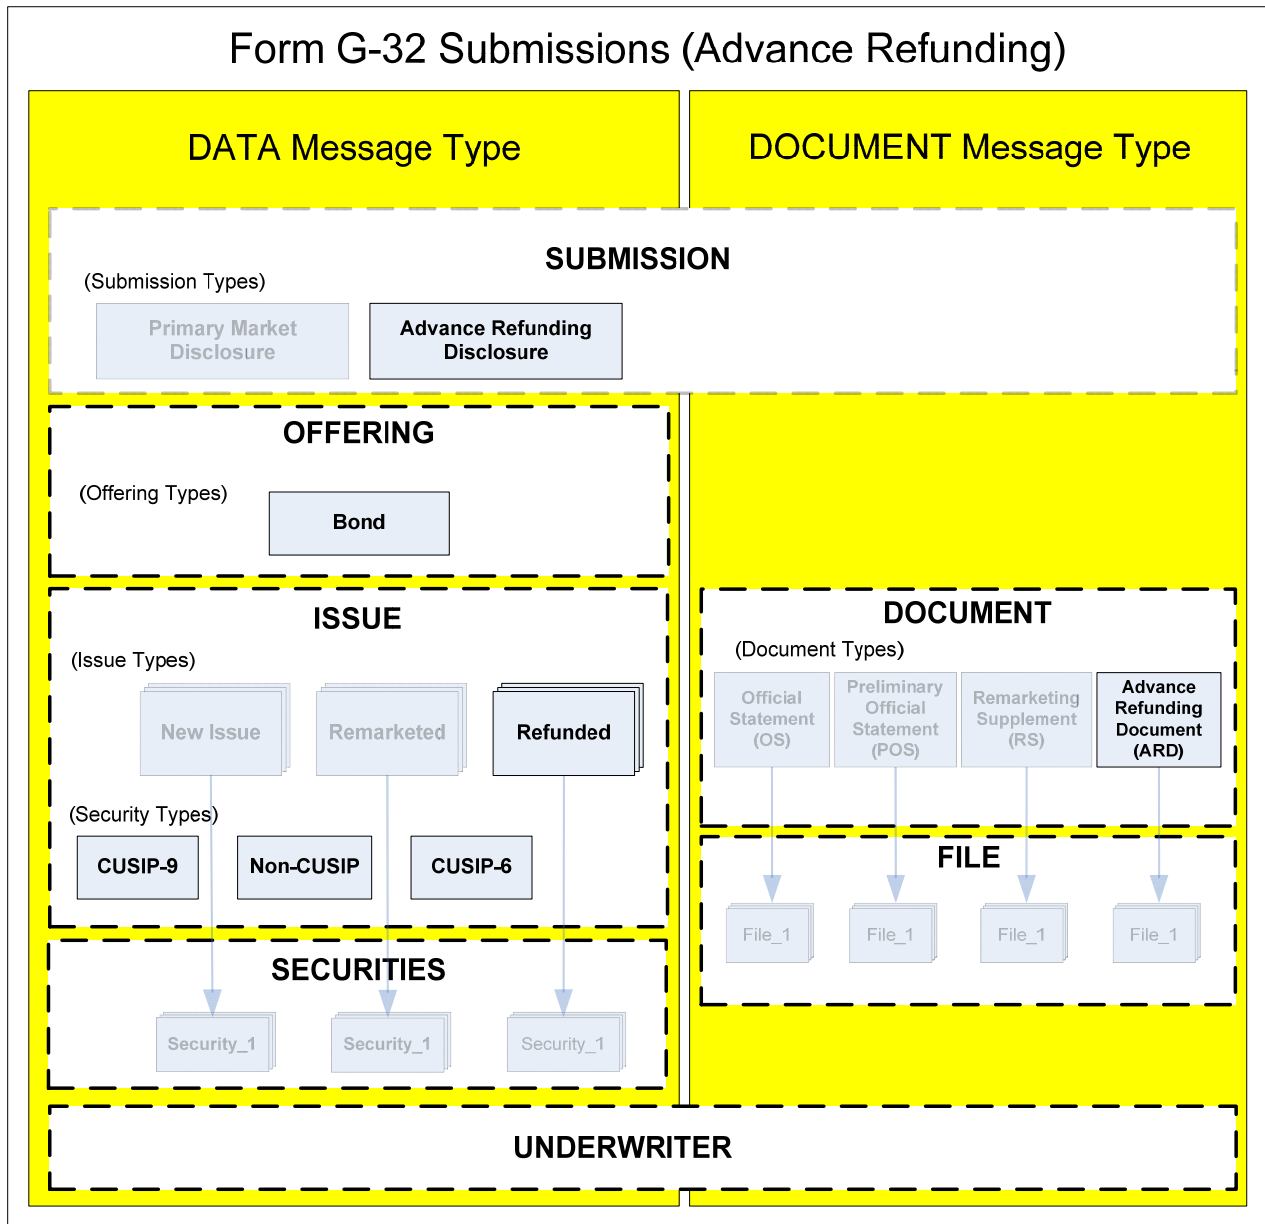 Form G-32 Submissions (Advance Refunding)
DATA Message Type
DOCUMENT Message Type
SUBMISSION
(Submission Types)
Primary Market
Disclosure
Advance Refunding
Disclosure
OFFERING
(Offering Types)
Bond
ISSUE
(Issue Types)
New Issue
Remarketed
Refunded
(Security Types)
CUSIP-9
Non-CUSIP
CUSIP-6
SECURITIES
Security_1
Security_1
Security_1
DOCUMENT
(Document Types)
Official
Statement
(OS)
Preliminary
Official
Statement
(POS)
Remarketing
Supplement
(RS)
Advance
Refunding
Document
(ARD)
FILE
File_1
File_1
File_1
File_1
UNDERWRITER